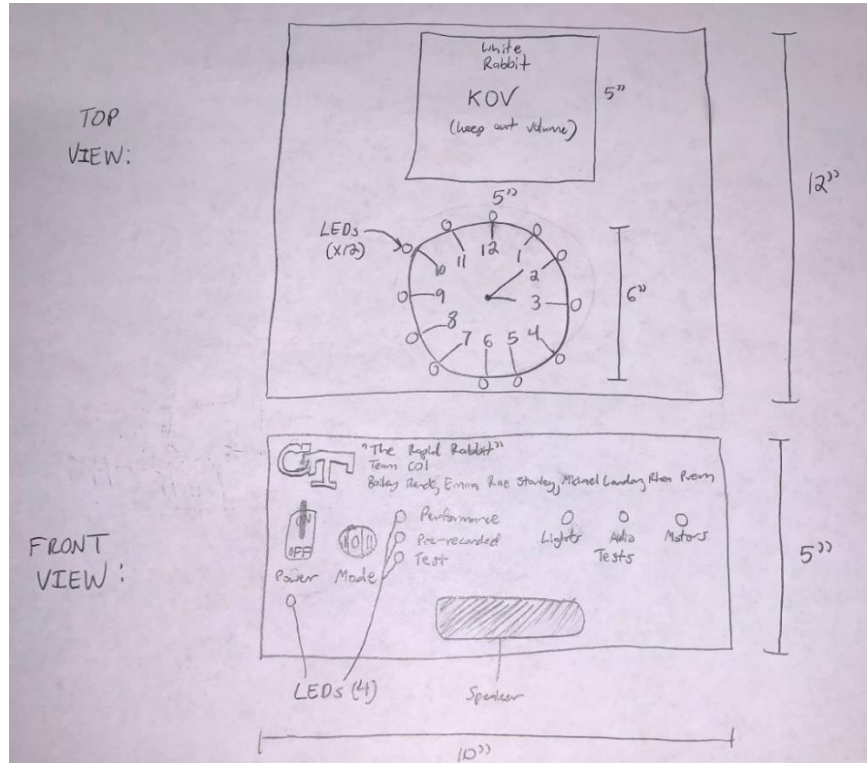 TOP
VIEW:
White
Rabbit
KOV
(keep out volume)
5"
5"
12"
LEDs
(x12)
12
1
2
3
4
5
6
7
8
9
10
11
6"
FRONT
VIEW:
GT
"The Rapid Rabbit"
Team C01
Bailey Emma Rae Stanley, Michael Landon, Rhea Prem
ON
OFF
Power
Mode
Performance
Pre-recorded
Test
Lights
Audio
Motors
Tests
5"
LEDs (4)
Speaker
10"